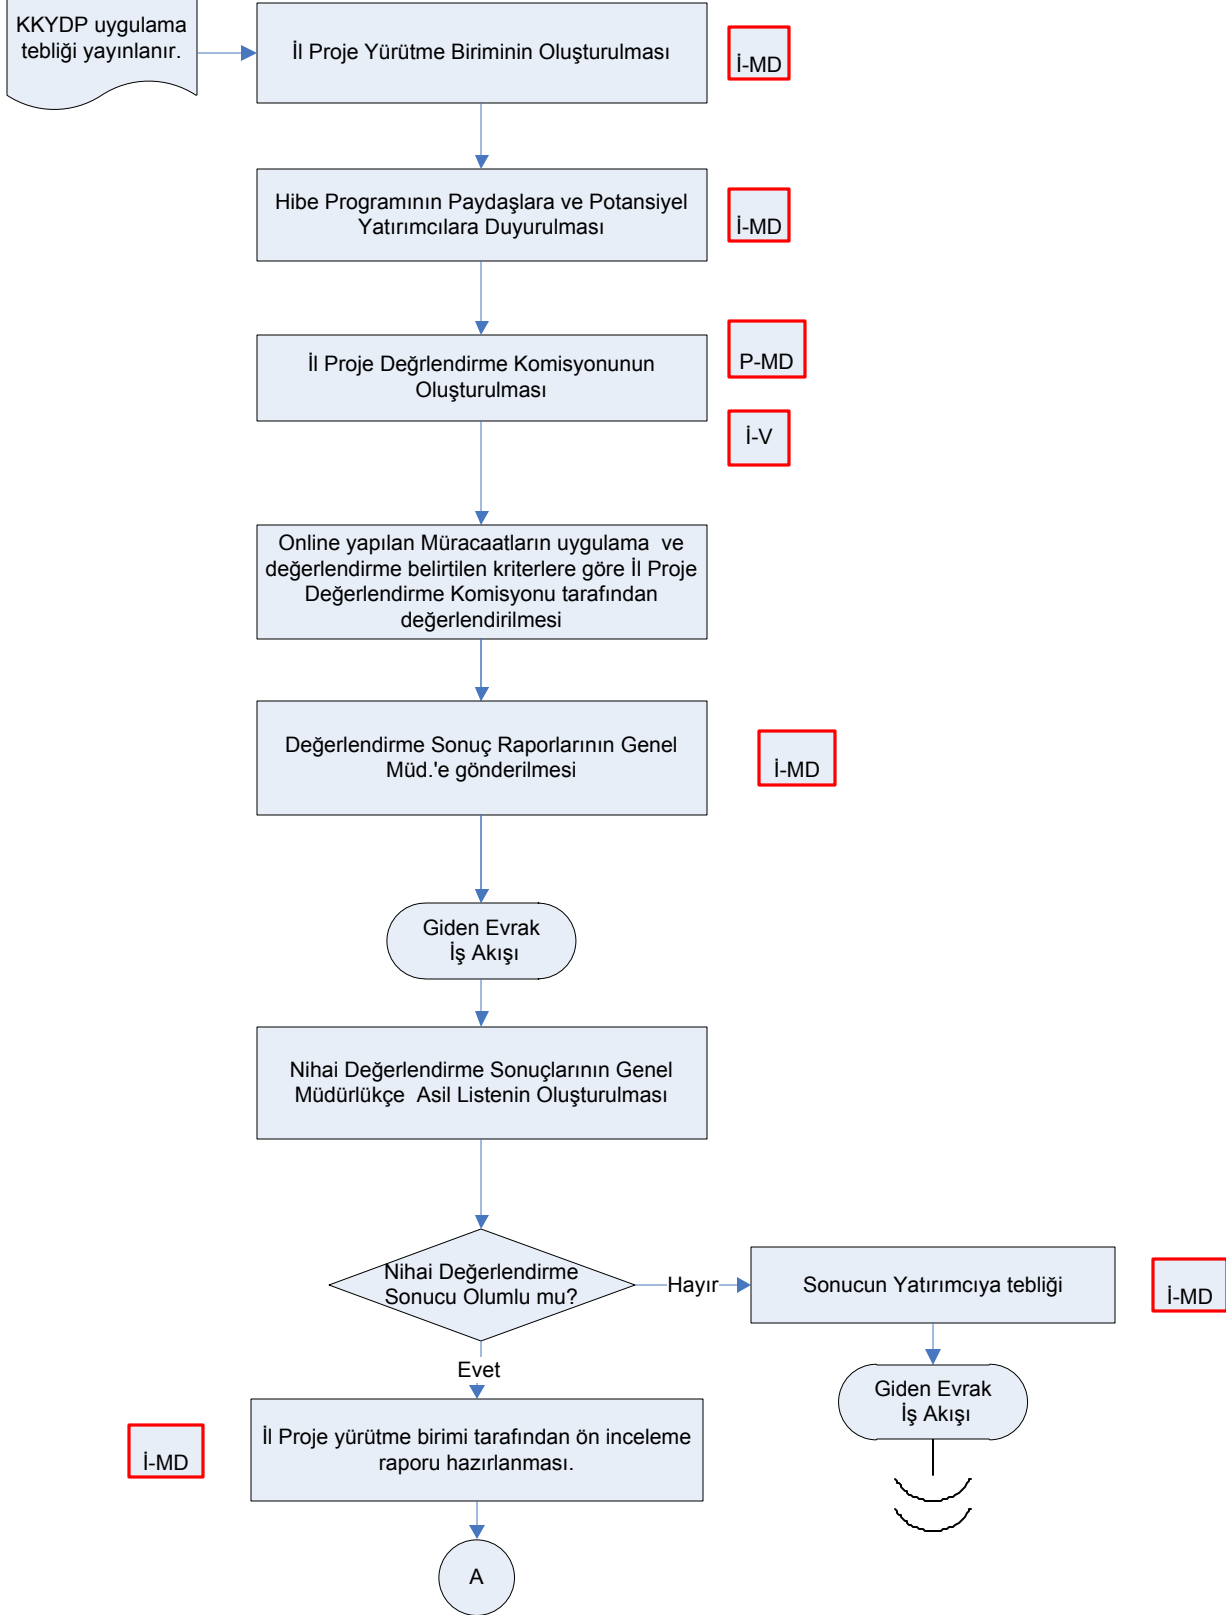 KKYDP uygulama
tebliği yayınlanır.
İl Proje Yürütme Biriminin Oluşturulması
İ-MD
Hibe Programının Paydaşlara ve Potansiyel
Yatırımcılara Duyurulması
İ-MD
İl Proje Değrlendirme Komisyonunun
Oluşturulması
P-MD
İ-V
Online yapılan Müracaatların uygulama ve
değerlendirme belirtilen kriterlere göre İl Proje
Değerlendirme Komisyonu tarafından
değerlendirilmesi
Değerlendirme Sonuç Raporlarının Genel
Müd.'e gönderilmesi
İ-MD
Giden Evrak
İş Akışı
Nihai Değerlendirme Sonuçlarının Genel
Müdürlükçe Asil Listenin Oluşturulması
Nihai Değerlendirme
Sonucu Olumlu mu?
Hayır
Sonucun Yatırımcıya tebliği
İ-MD
Evet
Giden Evrak
İş Akışı
İ-MD
İl Proje yürütme birimi tarafından ön inceleme
raporu hazırlanması.
A